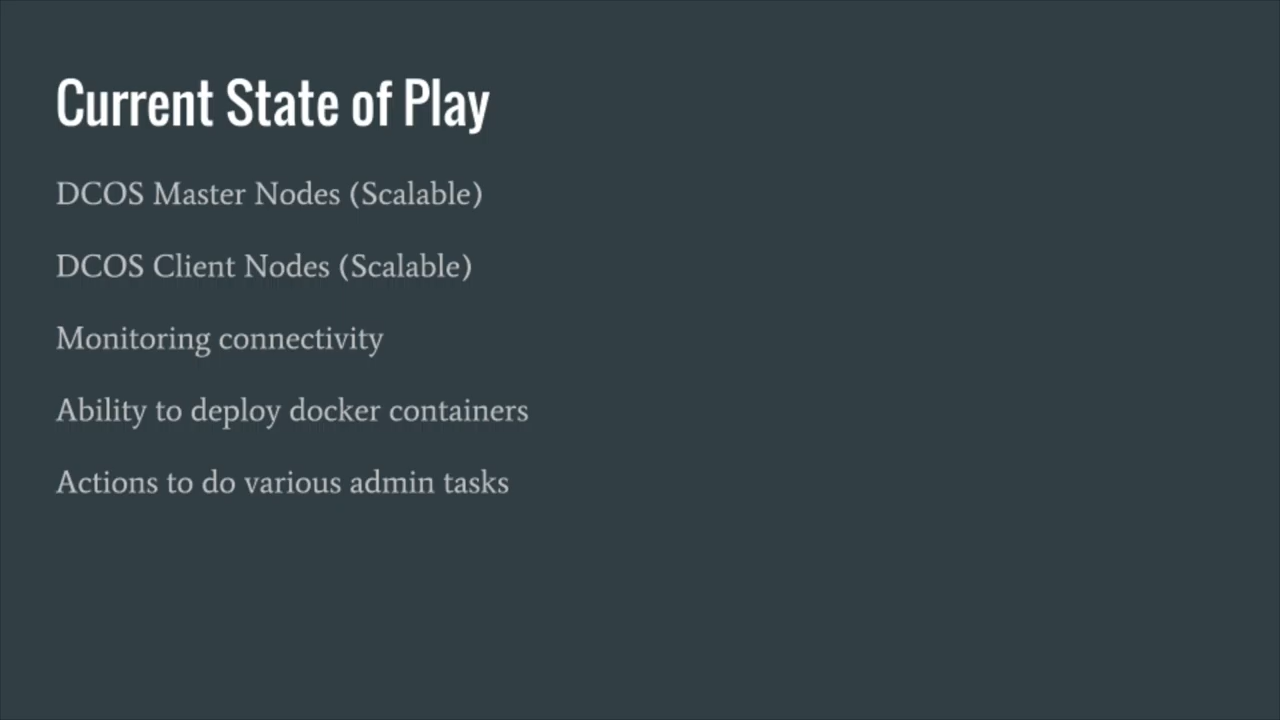 Current State of Play
DCOS Master Nodes (Scalable)
DCOS Client Nodes (Scalable)
Monitoring connectivity
Ability to deploy docker containers
Actions to do various admin tasks